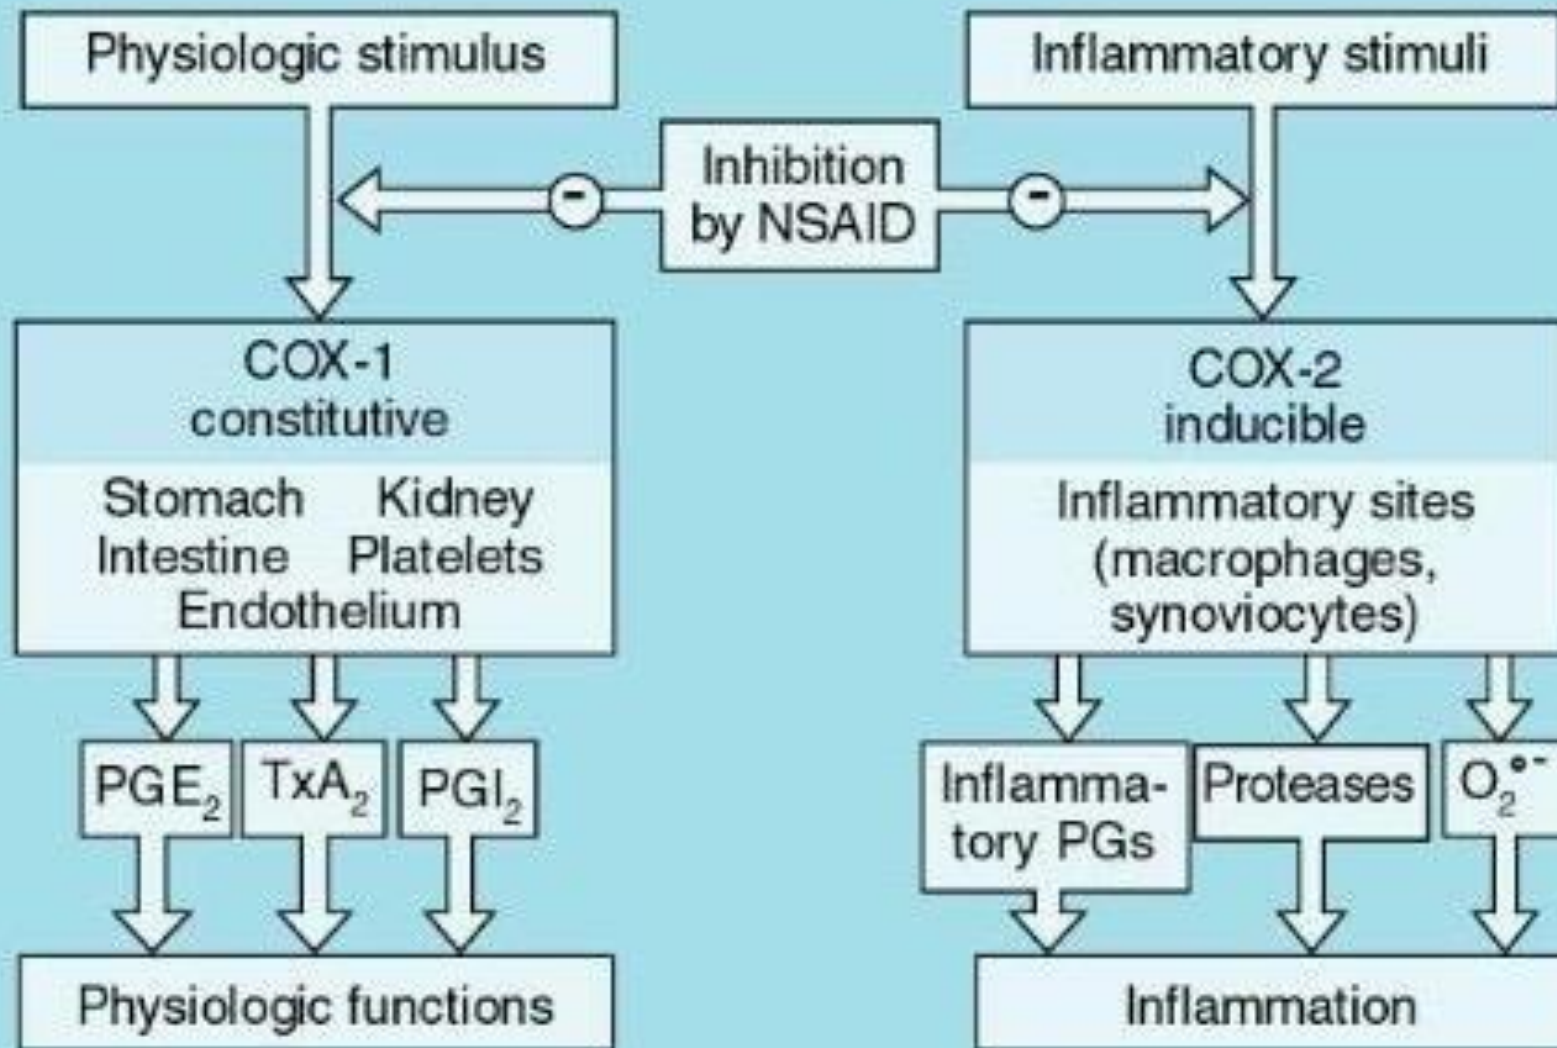 Physiologic stimulus
Inflammatory stimuli
Inhibition
by NSAID
-
-
COX-1
constitutive
Stomach Kidney
Intestine Platelets
Endothelium
COX-2
inducible
Inflammatory sites
(macrophages,
synoviocytes)
PGE₂
TxA₂
PGI₂
Inflamma-
tory PGs
Proteases
O₂•⁻
Physiologic functions
Inflammation